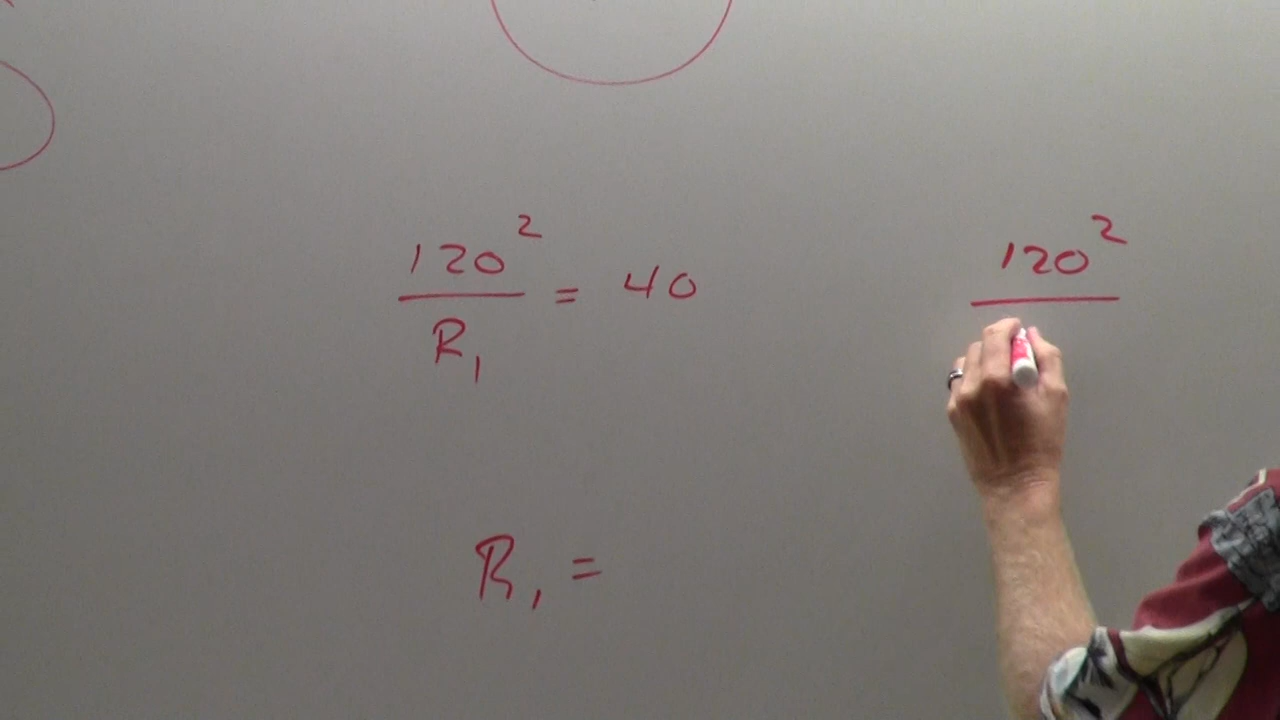 120² / R₁ = 40
120²
R₁ =